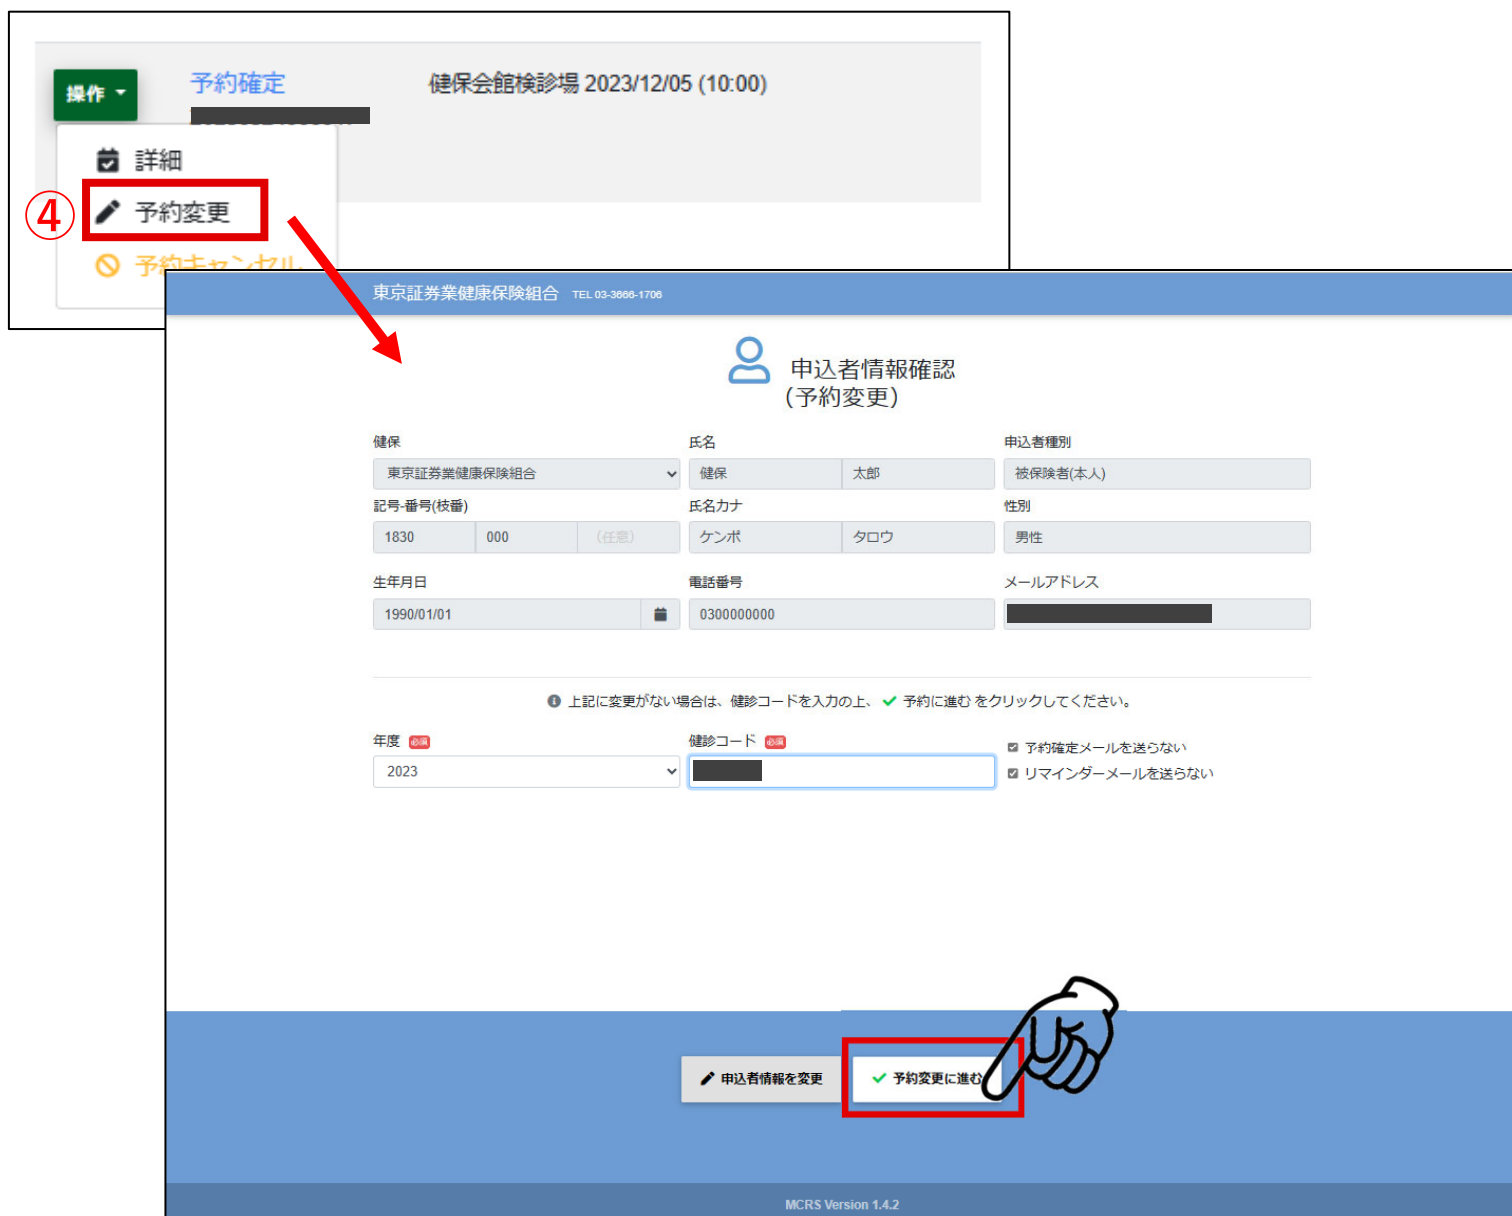 操作
予約確定
健保会館検診場 2023/12/05 (10:00)
詳細
④
予約変更
予約キャンセル
東京証券業健康保険組合 TEL 03-3666-1706
申込者情報確認
(予約変更)
健保
氏名
申込者種別
東京証券業健康保険組合
健保
太郎
被保険者(本人)
記号-番号(枝番)
氏名カナ
性別
1830
000
(任意)
ケンポ
タロウ
男性
生年月日
電話番号
メールアドレス
1990/01/01
0300000000
上記に変更がない場合は、健診コードを入力の上、 ✔ 予約に進む をクリックしてください。
年度 必須
健診コード 必須
予約確定メールを送らない
2023
リマインダーメールを送らない
申込者情報を変更
予約変更に進む
MCRS Version 1.4.2